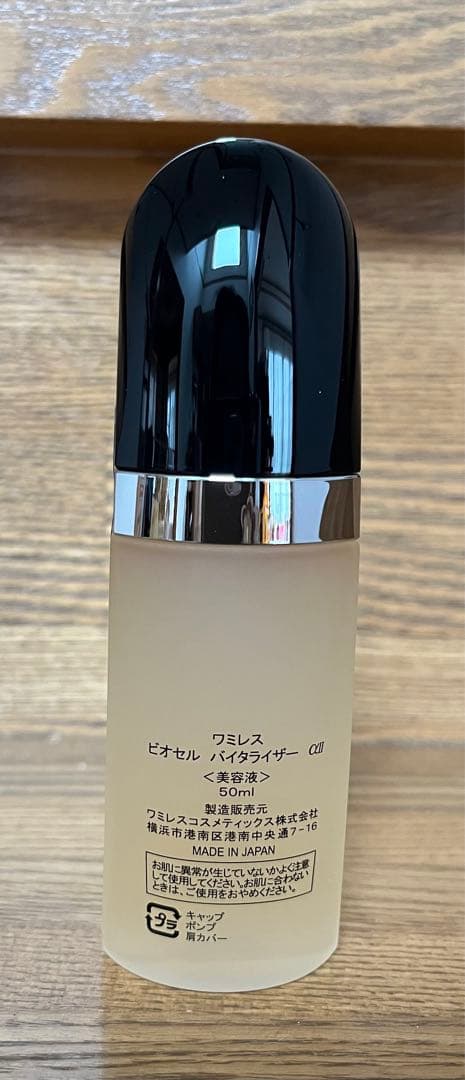 ワミレス
ビオセル バイタライザー αII
＜美容液＞
50ml
製造販売元
ワミレスコスメティックス株式会社
横浜市港南区港南中央通7-16
MADE IN JAPAN
お肌に異常が生じていないかよく注意
して使用してください。お肌に合わない
ときは、ご使用をおやめください。
プラ
キャップ
ポンプ
肩カバー